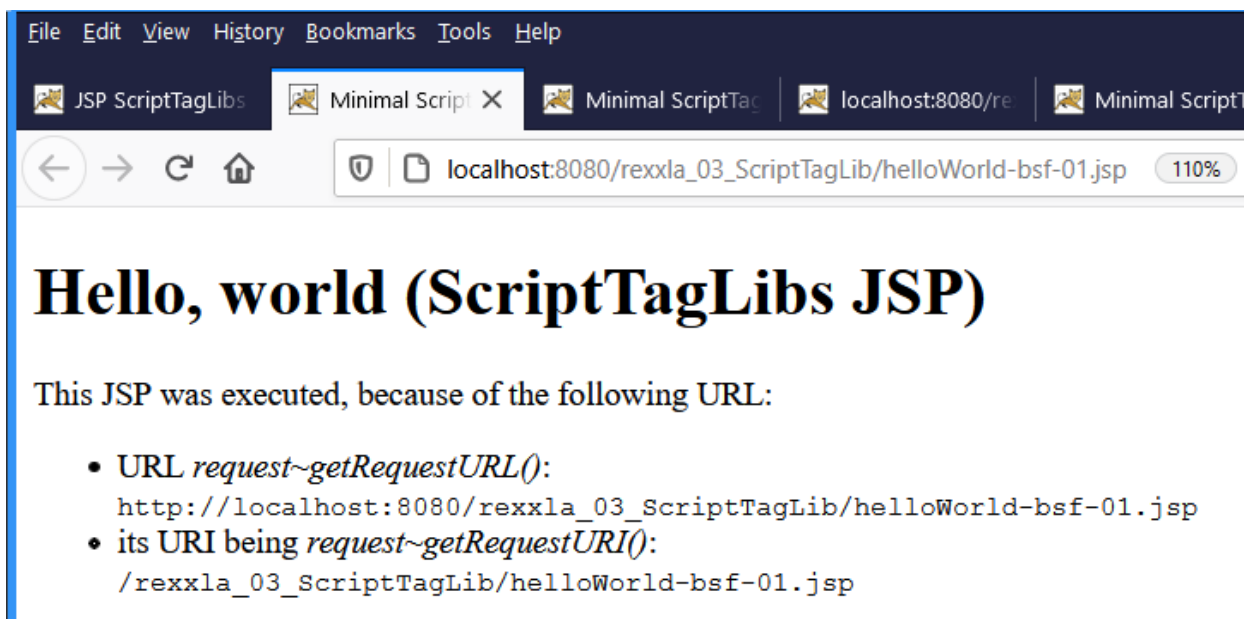 File Edit View History Bookmarks Tools Help
JSP ScriptTagLibs Minimal Script Minimal ScriptTag localhost:8080/re Minimal ScriptT
localhost:8080/rexxla_03_ScriptTagLib/helloWorld-bsf-01.jsp 110%
Hello, world (ScriptTagLibs JSP)
This JSP was executed, because of the following URL:
• URL request~getRequestURL():
http://localhost:8080/rexxla_03_ScriptTagLib/helloWorld-bsf-01.jsp
• its URI being request~getRequestURI():
/rexxla_03_ScriptTagLib/helloWorld-bsf-01.jsp